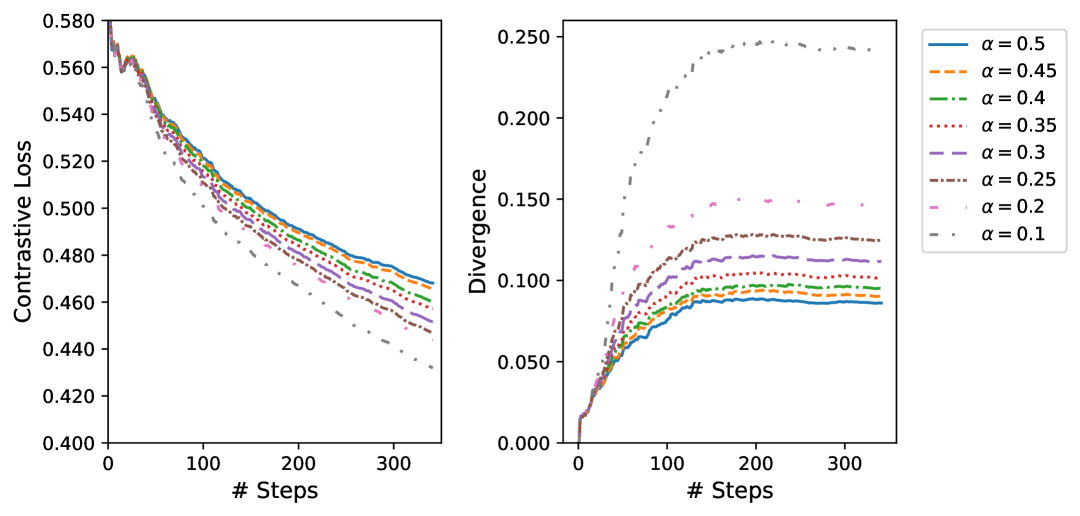 Contrastive Loss
0.580
0.560
0.540
0.520
0.500
0.480
0.460
0.440
0.420
0.400
0 100 200 300
# Steps
Divergence
0.250
0.200
0.150
0.100
0.050
0.000
0 100 200 300
# Steps
α = 0.5
α = 0.45
α = 0.4
α = 0.35
α = 0.3
α = 0.25
α = 0.2
α = 0.1